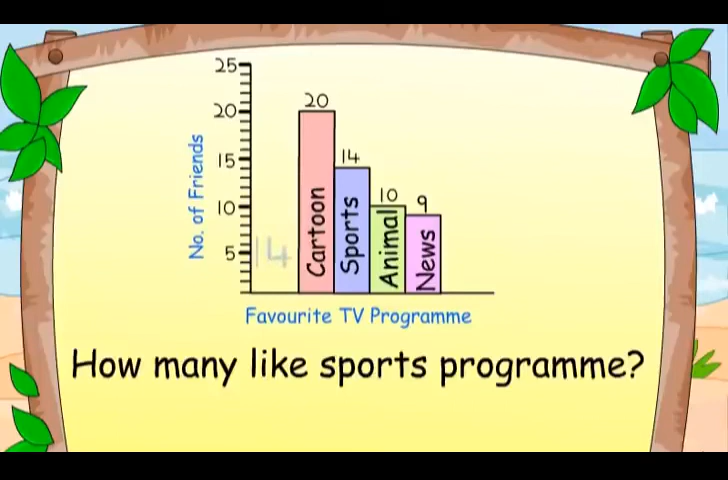 25
20
15
10
5
No. of Friends
20
14
10
9
14
Cartoon
Sports
Animal
News
Favourite TV Programme
How many like sports programme?